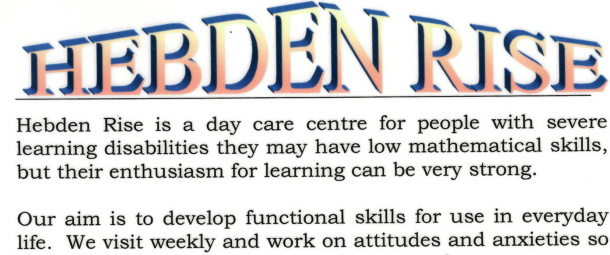 HEBDEN RISE
Hebden Rise is a day care centre for people with severe
learning disabilities they may have low mathematical skills,
but their enthusiasm for learning can be very strong.
Our aim is to develop functional skills for use in everyday
life. We visit weekly and work on attitudes and anxieties so